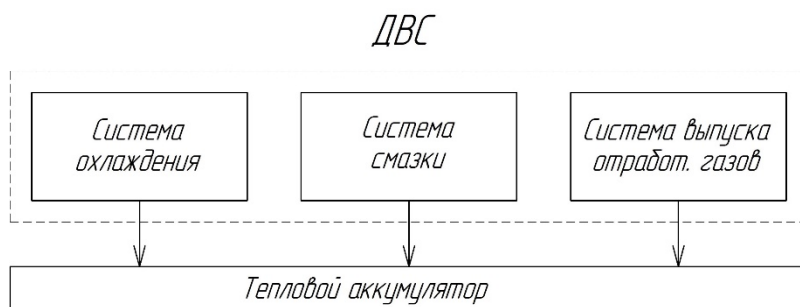 ДВС
Система
охлаждения
Система
смазки
Система выпуска
отработ. газов
Тепловой аккумулятор